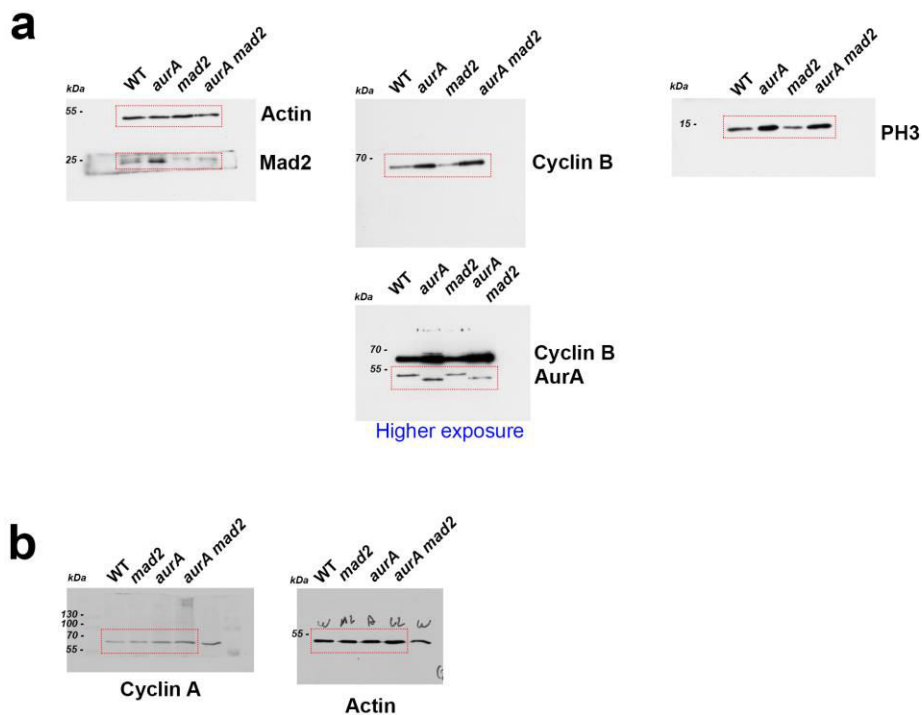 a
WT aurA mad2 aurA mad2
kDa
55 - Actin
25 - Mad2
WT aurA mad2 aurA mad2
kDa
70 - Cyclin B
WT aurA mad2 aurA mad2
kDa
15 - PH3
WT aurA mad2 aurA mad2
kDa
70 - Cyclin B
55 - AurA
Higher exposure
b
WT mad2 aurA aurA mad2
kDa
130 -
100 -
70 -
55 -
Cyclin A
WT mad2 aurA aurA mad2
kDa
W A W
55 -
Actin